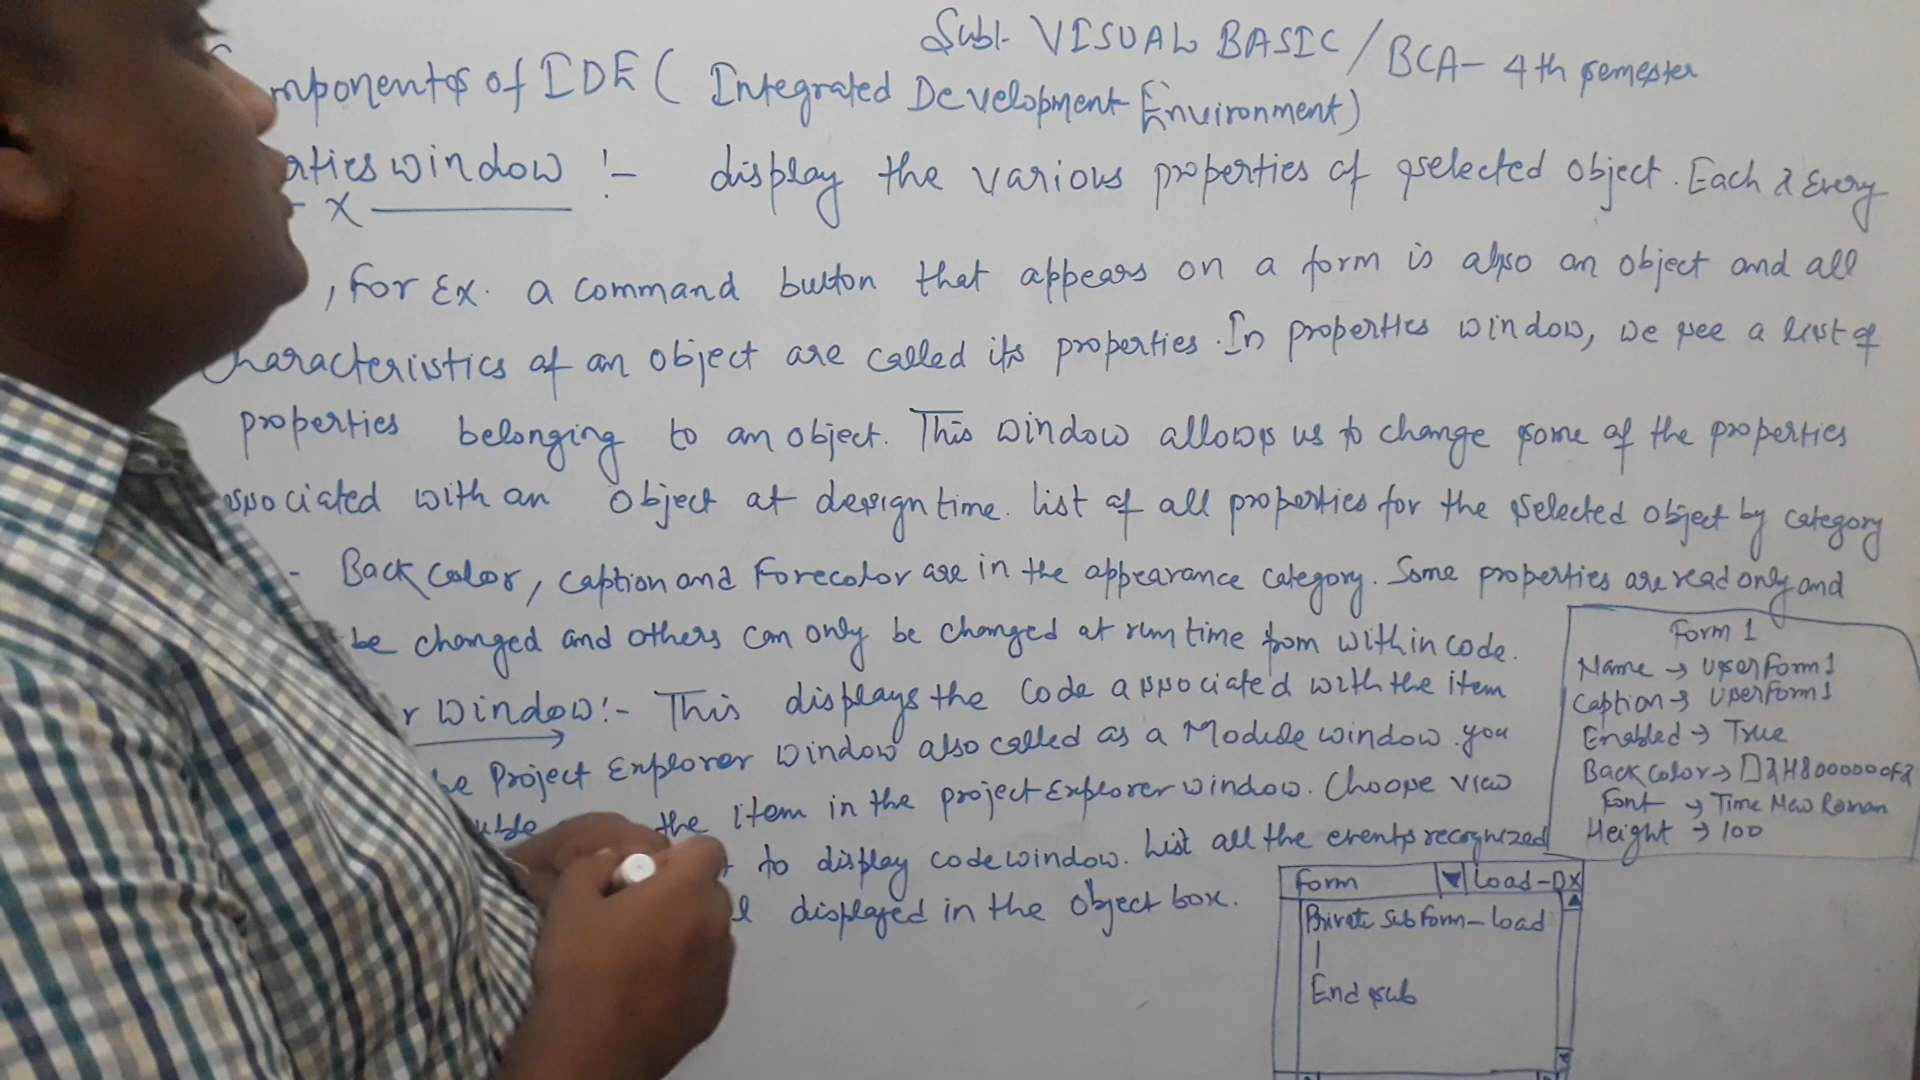 Sub:- VISUAL BASIC / BCA- 4th semester
mponents of IDE ( Integrated Development Environment)
rties window :- display the various properties of selected object. Each & Every
, for Ex. a command button that appears on a form is also an object and all
characteristics of an object are called its properties. In properties window, we see a list of
properties belonging to an object. This window allows us to change some of the properties
ssociated with an object at design time. list of all properties for the selected object by category
- Back color, caption and Forecolor are in the appearance category. Some properties are read only and
be changed and others can only be changed at run time from within code.
r window:- This displays the code associated with the item
he Project Explorer window also called as a Module window. you
uble the item in the project Explorer window. Choose view
to display code window. List all the events recognized
l displayed in the object box.
Form 1
Name → UserForm1
Caption → UserForm1
Enabled → True
Back color → □&H8000000F&
Font → Time New Roman
Height → 100
Form ▼ Load-□X
Private Sub Form-load
|
End sub